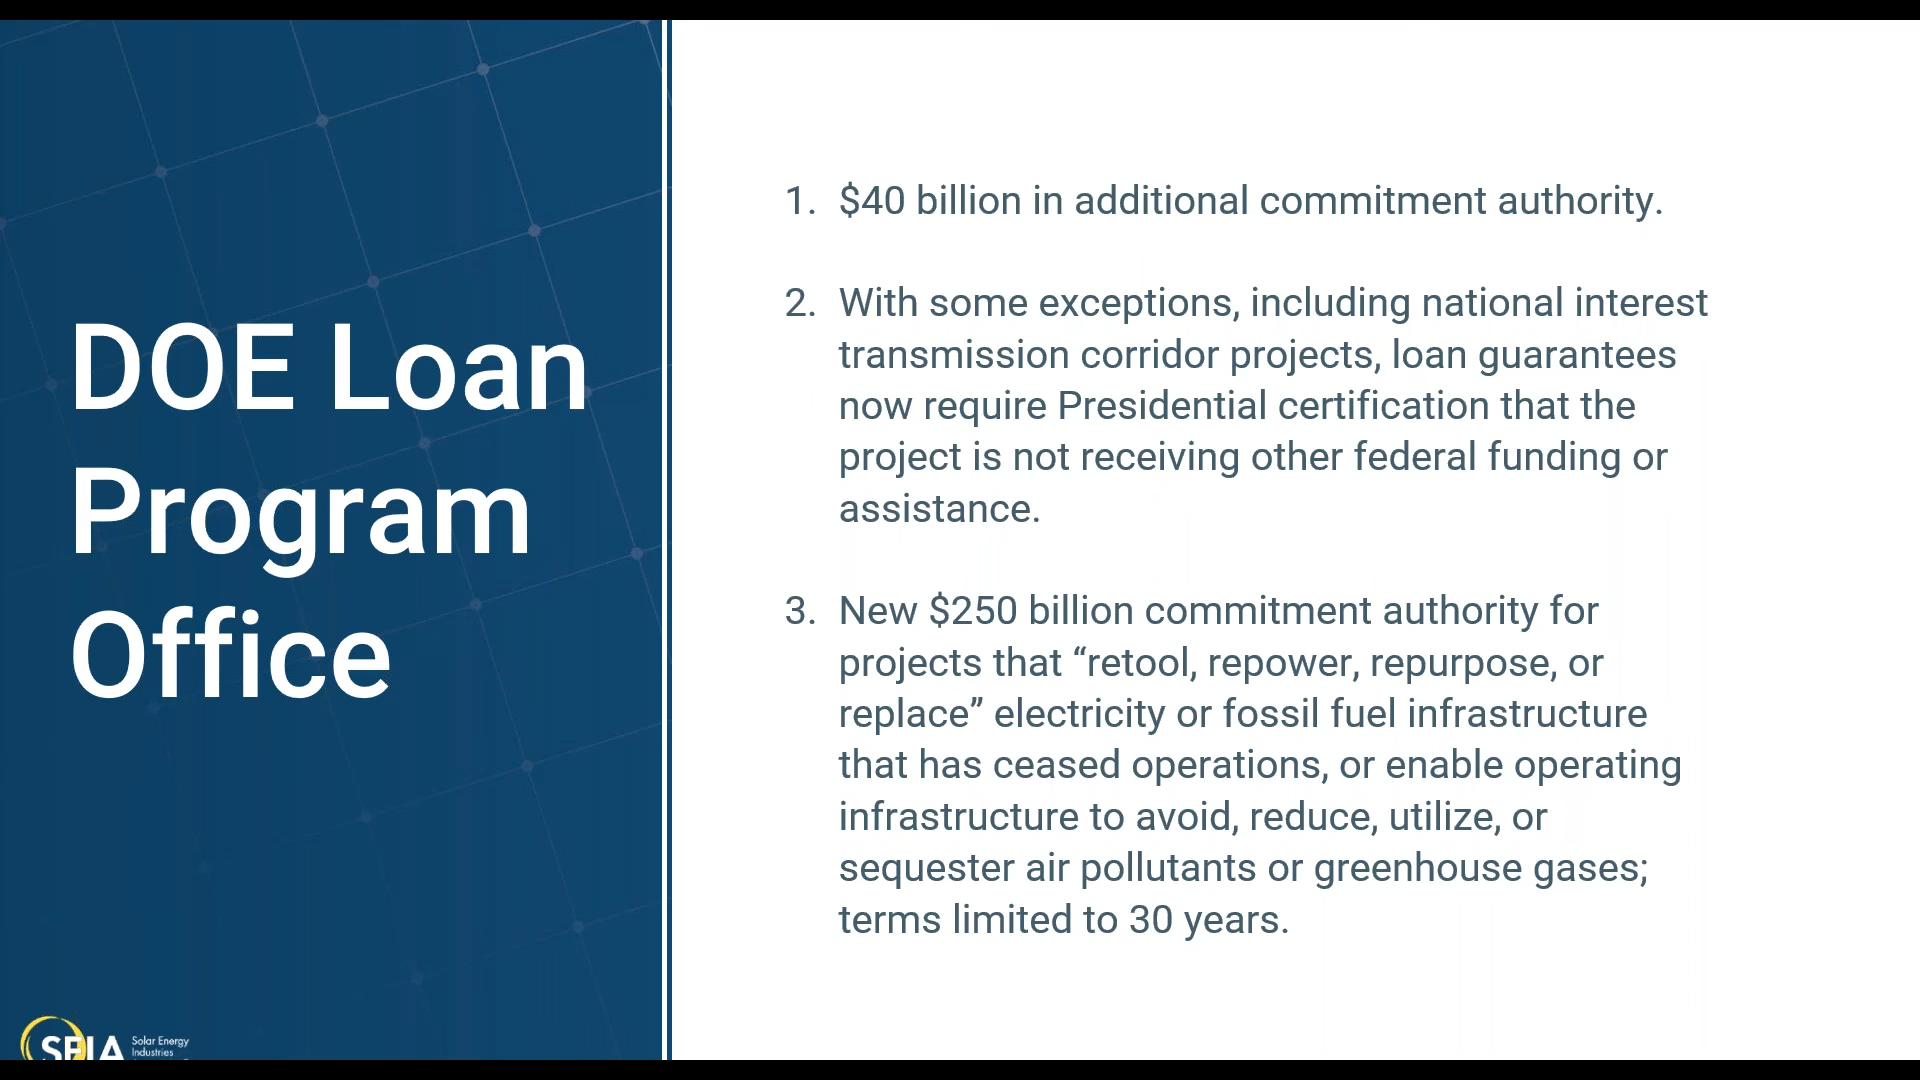 DOE Loan
Program
Office
1. $40 billion in additional commitment authority.
2. With some exceptions, including national interest
transmission corridor projects, loan guarantees
now require Presidential certification that the
project is not receiving other federal funding or
assistance.
3. New $250 billion commitment authority for
projects that “retool, repower, repurpose, or
replace” electricity or fossil fuel infrastructure
that has ceased operations, or enable operating
infrastructure to avoid, reduce, utilize, or
sequester air pollutants or greenhouse gases;
terms limited to 30 years.
SEIA
Solar Energy
Industries